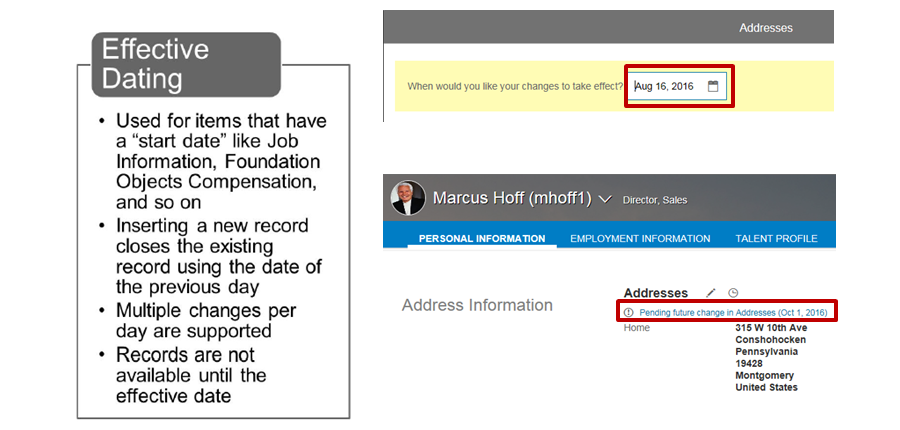 Effective
Dating
• Used for items that have
a “start date” like Job
Information, Foundation
Objects Compensation,
and so on
• Inserting a new record
closes the existing
record using the date of
the previous day
• Multiple changes per
day are supported
• Records are not
available until the
effective date
Addresses
When would you like your changes to take effect? Aug 16, 2016
Marcus Hoff (mhoff1) Director, Sales
PERSONAL INFORMATION EMPLOYMENT INFORMATION TALENT PROFILE
Address Information
Addresses
Pending future change in Addresses (Oct 1, 2016)
Home 315 W 10th Ave
Conshohocken
Pennsylvania
19428
Montgomery
United States